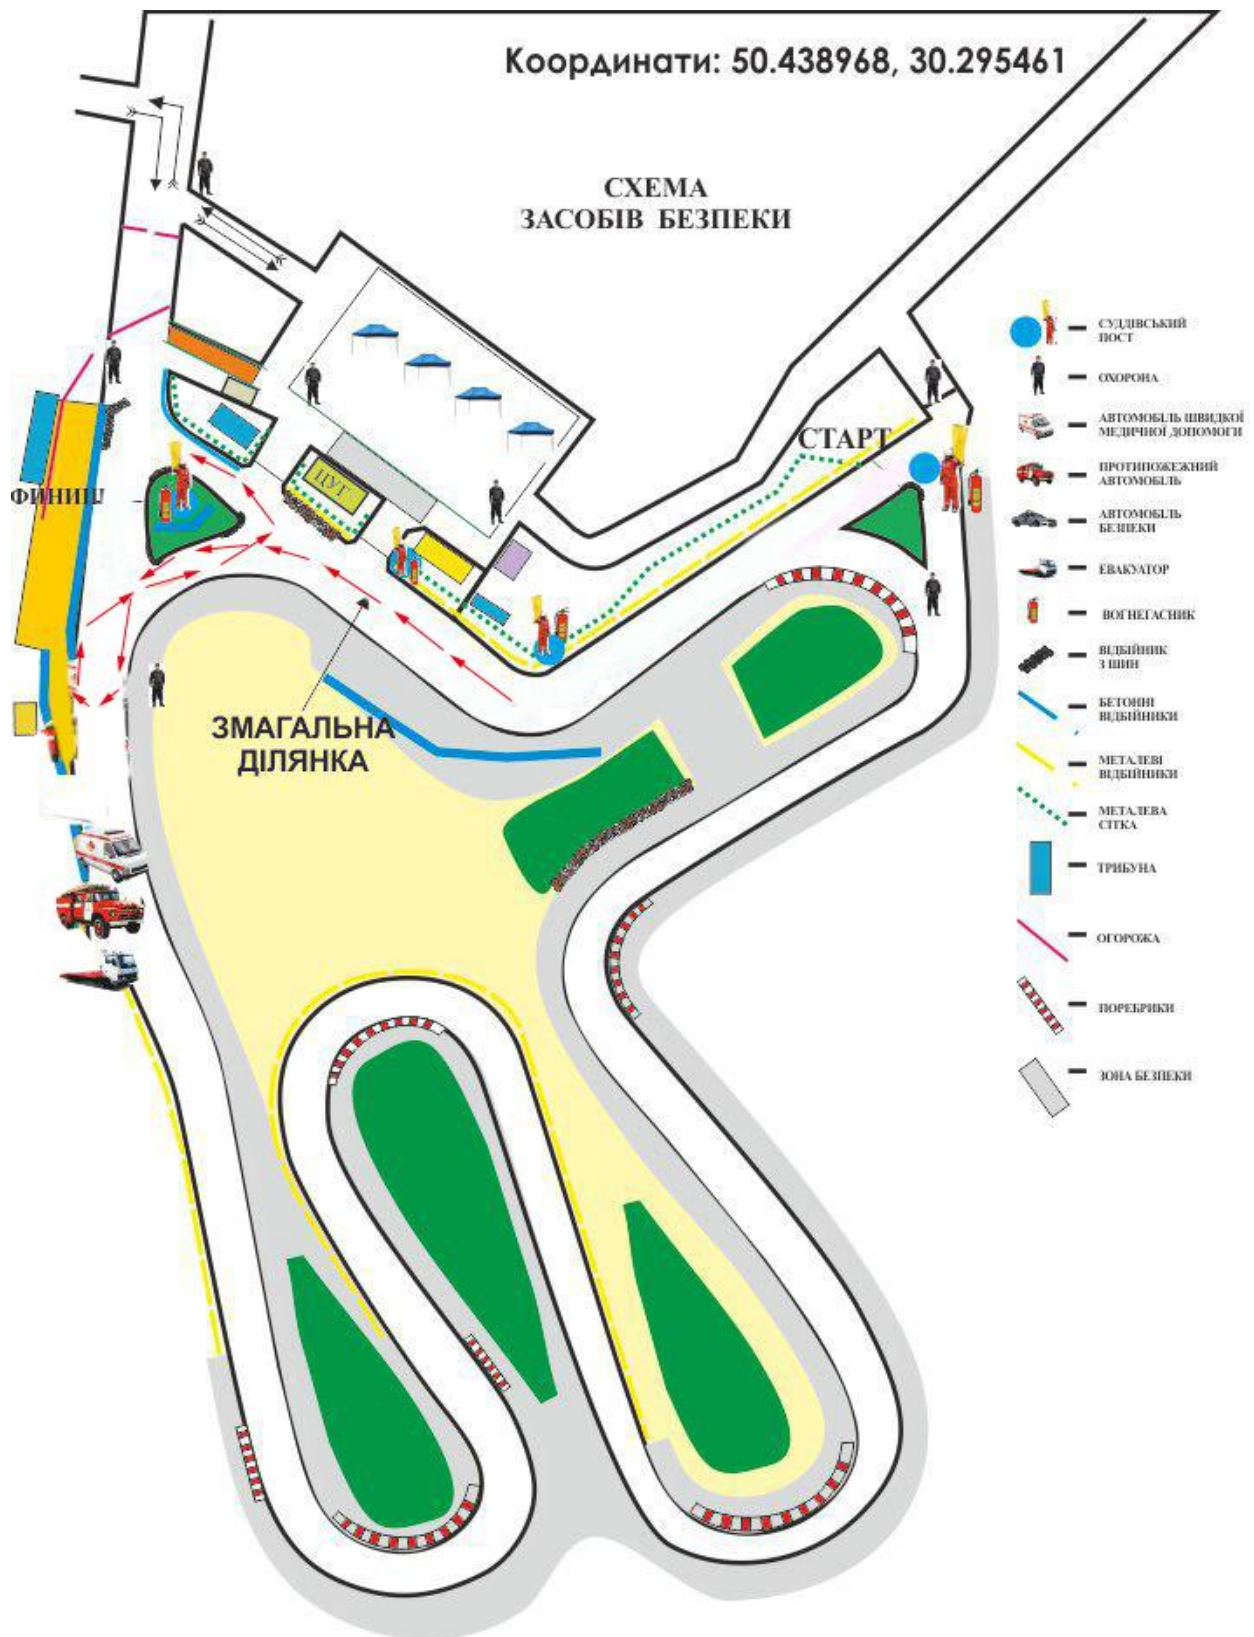 Координати: 50.438968, 30.295461
СХЕМА
ЗАСОБІВ БЕЗПЕКИ
СУДДІВСЬКИЙ
ПОСТ
ОХОРОНА
АВТОМОБІЛЬ ШВИДКОЇ
МЕДИЧНОЇ ДОПОМОГИ
СТАРТ
ПРОТИПОЖЕЖНИЙ
АВТОМОБІЛЬ
ЦУГ
ФИНИШ
АВТОМОБІЛЬ
БЕЗПЕКИ
ЕВАКУАТОР
ВОГНЕГАСНИК
ВІДБІЙНИК
З ШИН
БЕТОННІ
ВІДБІЙНИКИ
ЗМАГАЛЬНА
ДІЛЯНКА
МЕТАЛЕВІ
ВІДБІЙНИКИ
МЕТАЛЕВА
СІТКА
ТРИБУНА
ОГОРОЖА
ПОРЕБРИКИ
ЗОНА БЕЗПЕКИ